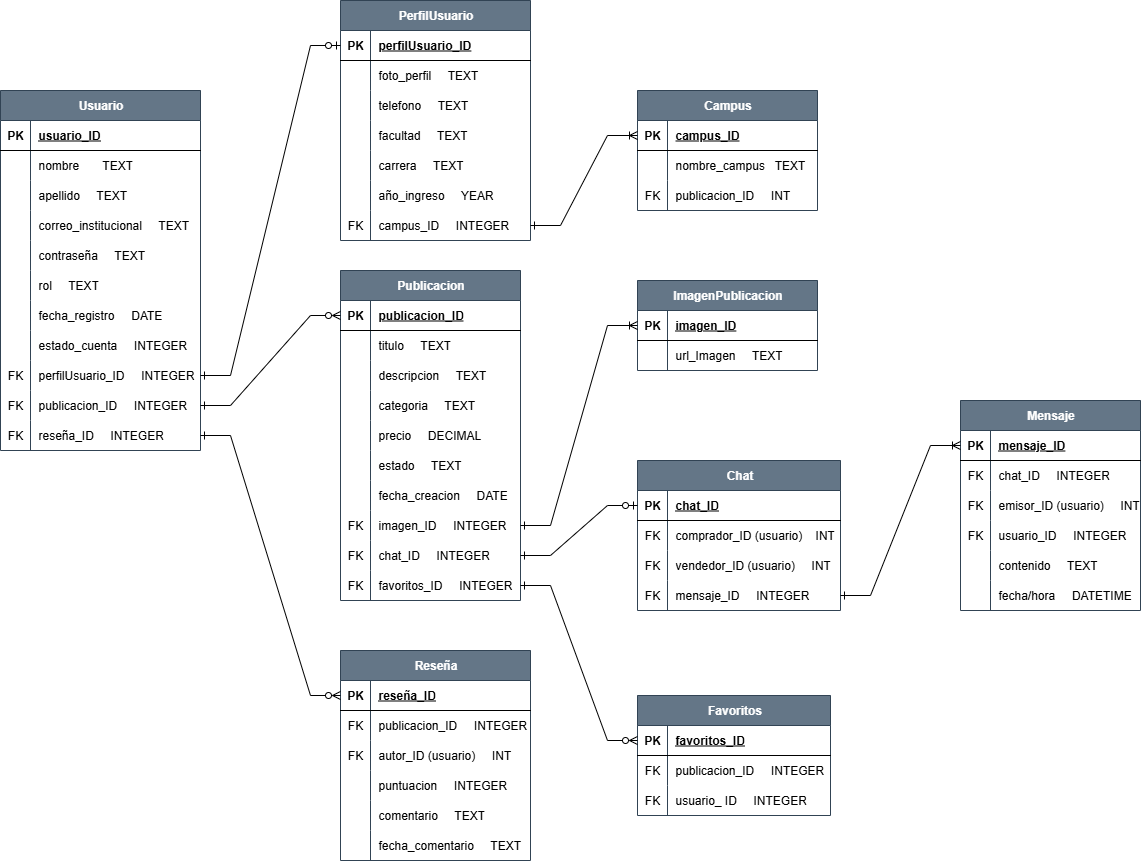 Usuario
PK usuario_ID
nombre TEXT
apellido TEXT
correo_institucional TEXT
contraseña TEXT
rol TEXT
fecha_registro DATE
estado_cuenta INTEGER
FK perfilUsuario_ID INTEGER
FK publicacion_ID INTEGER
FK reseña_ID INTEGER
PerfilUsuario
PK perfilUsuario_ID
foto_perfil TEXT
telefono TEXT
facultad TEXT
carrera TEXT
año_ingreso YEAR
FK campus_ID INTEGER
Publicacion
PK publicacion_ID
titulo TEXT
descripcion TEXT
categoria TEXT
precio DECIMAL
estado TEXT
fecha_creacion DATE
FK imagen_ID INTEGER
FK chat_ID INTEGER
FK favoritos_ID INTEGER
Reseña
PK reseña_ID
FK publicacion_ID INTEGER
FK autor_ID (usuario) INT
puntuacion INTEGER
comentario TEXT
fecha_comentario TEXT
Campus
PK campus_ID
nombre_campus TEXT
FK publicacion_ID INT
ImagenPublicacion
PK imagen_ID
url_Imagen TEXT
Chat
PK chat_ID
FK comprador_ID (usuario) INT
FK vendedor_ID (usuario) INT
FK mensaje_ID INTEGER
Favoritos
PK favoritos_ID
FK publicacion_ID INTEGER
FK usuario_ ID INTEGER
Mensaje
PK mensaje_ID
FK chat_ID INTEGER
FK emisor_ID (usuario) INT
FK usuario_ID INTEGER
contenido TEXT
fecha/hora DATETIME